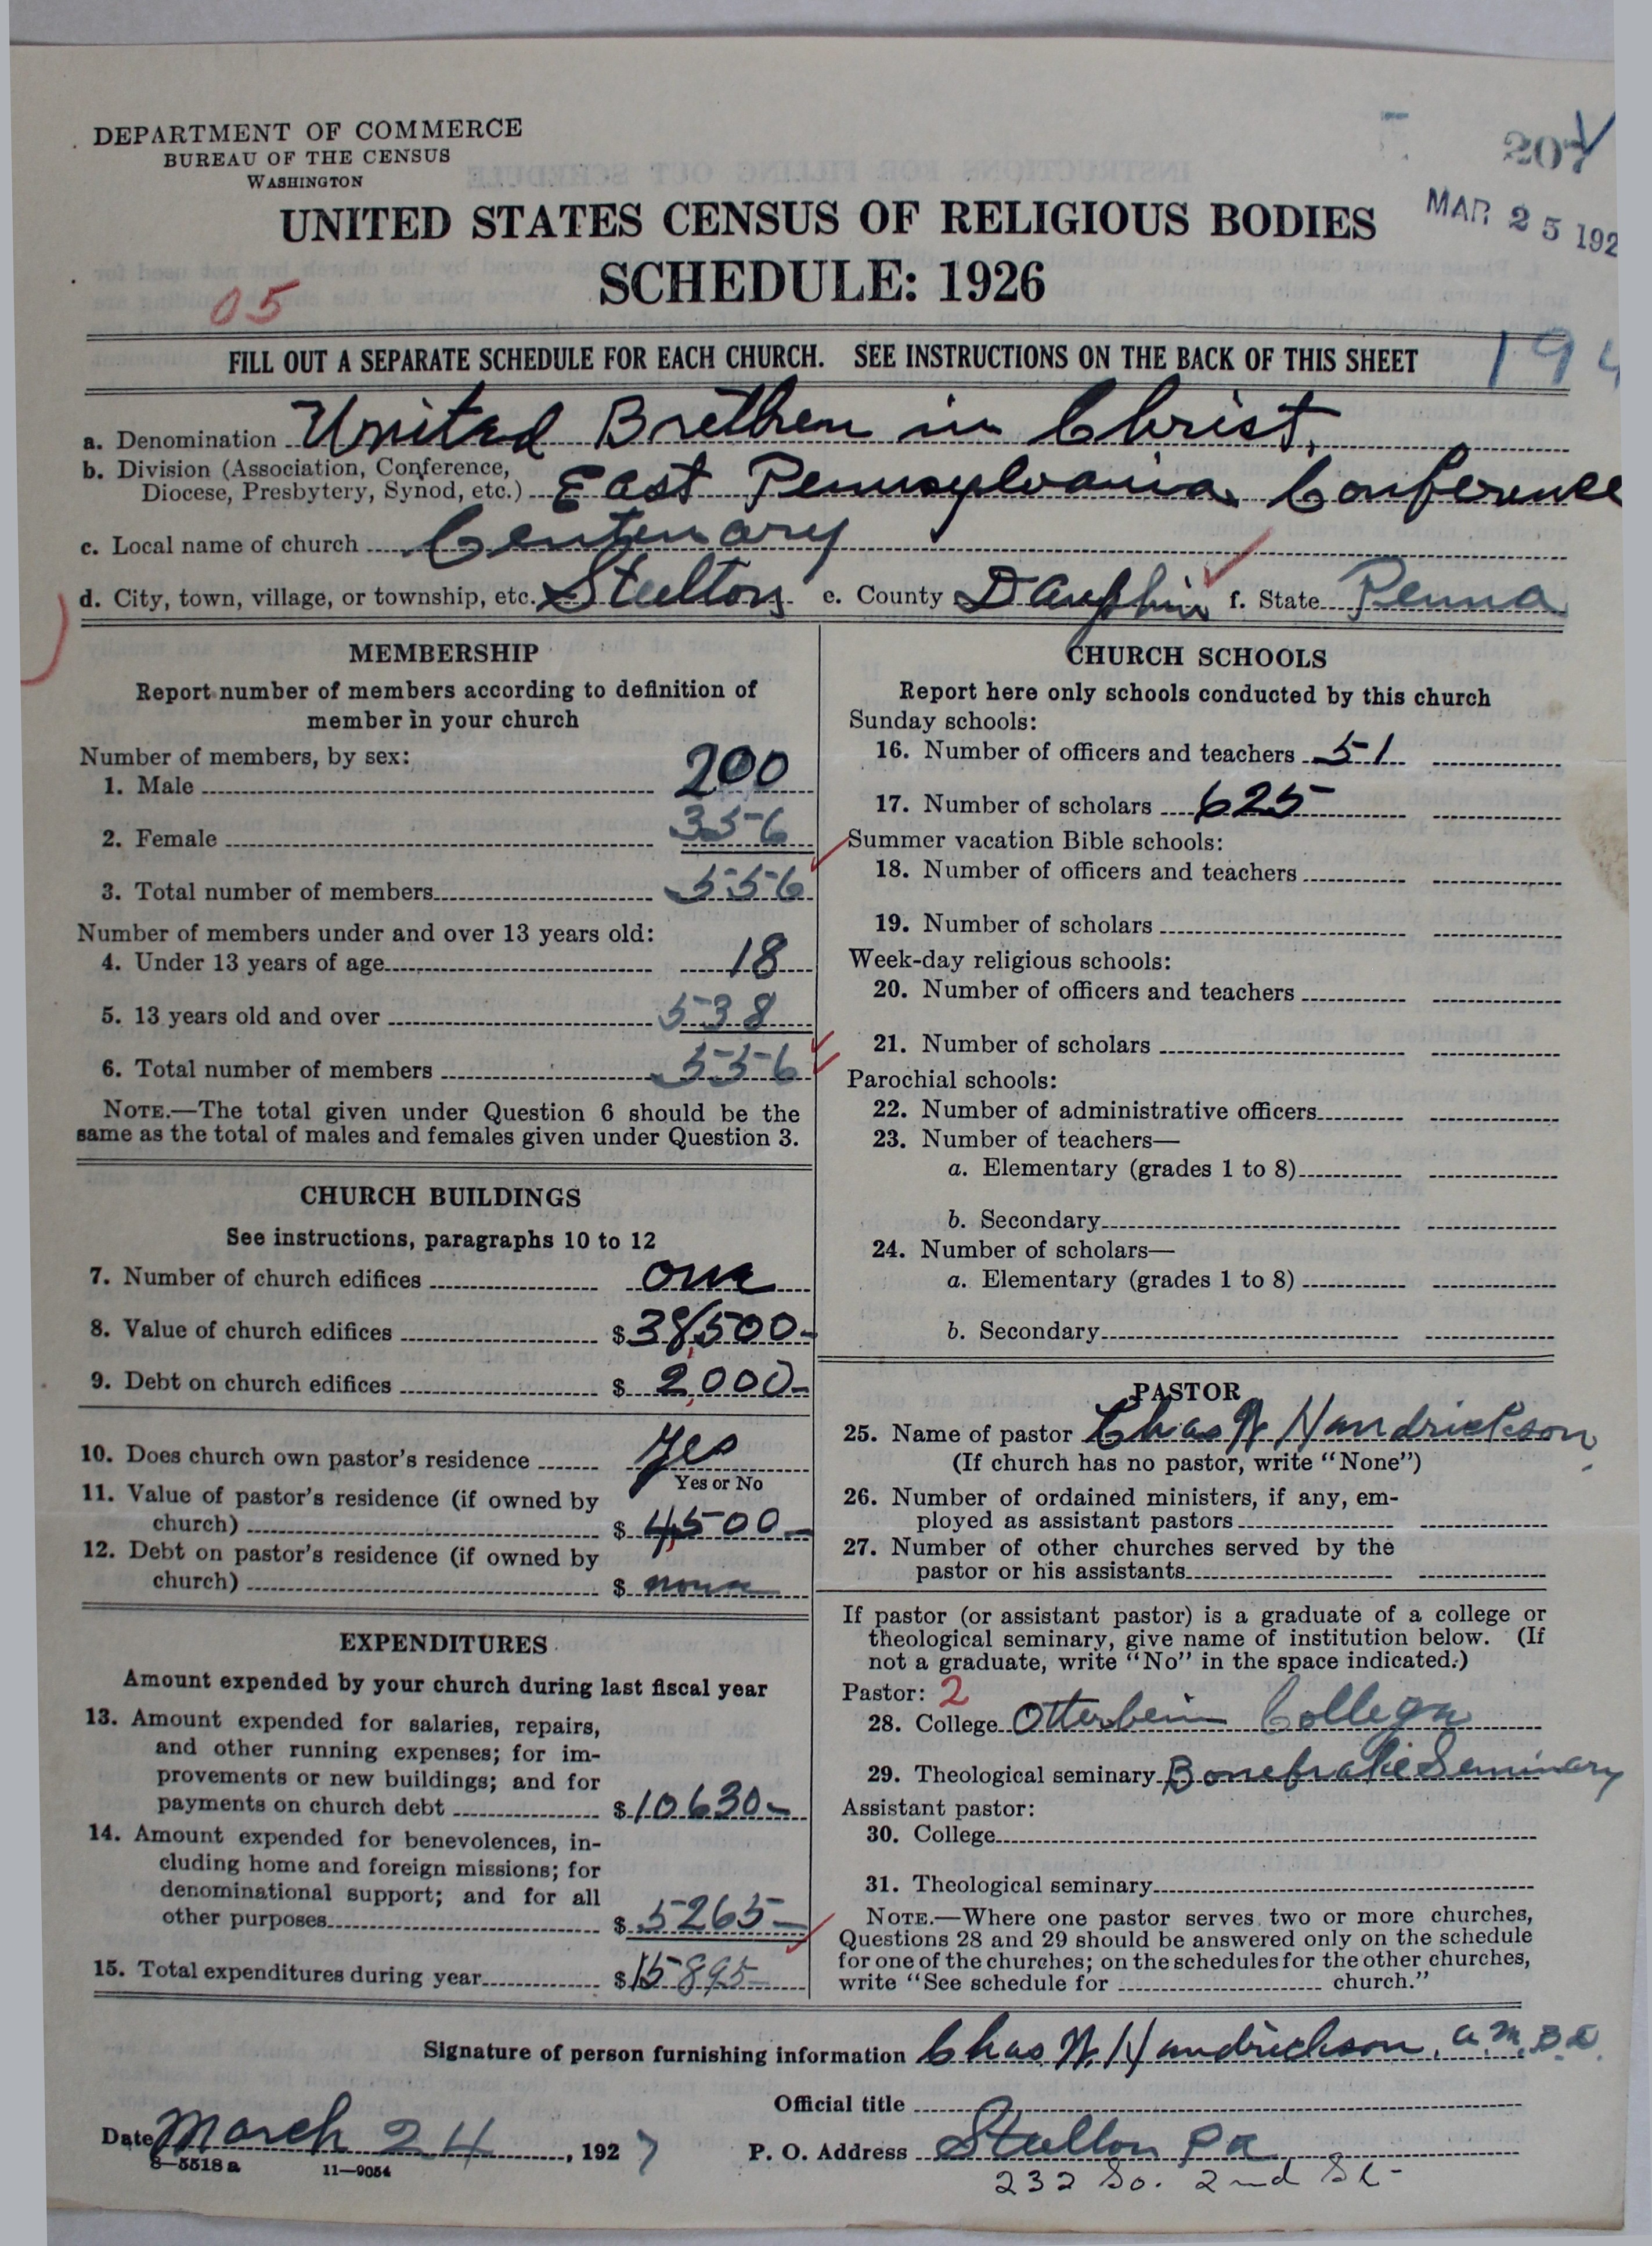 DEPARTMENT OF COMMERCE
BUREAU OF THE CENSUS
WASHINGTON
207
MAR 25 192
UNITED STATES CENSUS OF RELIGIOUS BODIES
SCHEDULE: 1926
05
FILL OUT A SEPARATE SCHEDULE FOR EACH CHURCH. SEE INSTRUCTIONS ON THE BACK OF THIS SHEET
194
a. Denomination United Brethren in Christ,
b. Division (Association, Conference,
Diocese, Presbytery, Synod, etc.) East Pennsylvania Conference
c. Local name of church Centenary
d. City, town, village, or township, etc. Steelton e. County Dauphin f. State Penna
MEMBERSHIP
Report number of members according to definition of
member in your church
Number of members, by sex:
1. Male 200
2. Female 356
3. Total number of members 556
Number of members under and over 13 years old:
4. Under 13 years of age 18
5. 13 years old and over 538
6. Total number of members 556
NOTE.—The total given under Question 6 should be the
same as the total of males and females given under Question 3.
CHURCH BUILDINGS
See instructions, paragraphs 10 to 12
7. Number of church edifices one
8. Value of church edifices $38,500-
9. Debt on church edifices $2,000-
10. Does church own pastor's residence Yes
Yes or No
11. Value of pastor's residence (if owned by
church) $4,500-
12. Debt on pastor's residence (if owned by
church) $ none
EXPENDITURES
Amount expended by your church during last fiscal year
13. Amount expended for salaries, repairs,
and other running expenses; for im-
provements or new buildings; and for
payments on church debt $10630-
14. Amount expended for benevolences, in-
cluding home and foreign missions; for
denominational support; and for all
other purposes $5265-
15. Total expenditures during year $15895-
CHURCH SCHOOLS
Report here only schools conducted by this church
Sunday schools:
16. Number of officers and teachers 51
17. Number of scholars 625
Summer vacation Bible schools:
18. Number of officers and teachers
19. Number of scholars
Week-day religious schools:
20. Number of officers and teachers
21. Number of scholars
Parochial schools:
22. Number of administrative officers
23. Number of teachers—
a. Elementary (grades 1 to 8)
b. Secondary
24. Number of scholars—
a. Elementary (grades 1 to 8)
b. Secondary
PASTOR
25. Name of pastor Chas W Hendrickson
(If church has no pastor, write "None")
26. Number of ordained ministers, if any, em-
ployed as assistant pastors
27. Number of other churches served by the
pastor or his assistants
If pastor (or assistant pastor) is a graduate of a college or
theological seminary, give name of institution below. (If
not a graduate, write "No" in the space indicated.)
Pastor: 2
28. College Otterbein College
29. Theological seminary Bonebrake Seminary
Assistant pastor:
30. College
31. Theological seminary
NOTE.—Where one pastor serves two or more churches,
Questions 28 and 29 should be answered only on the schedule
for one of the churches; on the schedules for the other churches,
write "See schedule for church."
Signature of person furnishing information Chas. W. Hendrickson, A.M. B.D.
Official title
Date March 24, 1927 P. O. Address Steelton Pa
8—5518 a 11—9054
232 So. 2nd St-